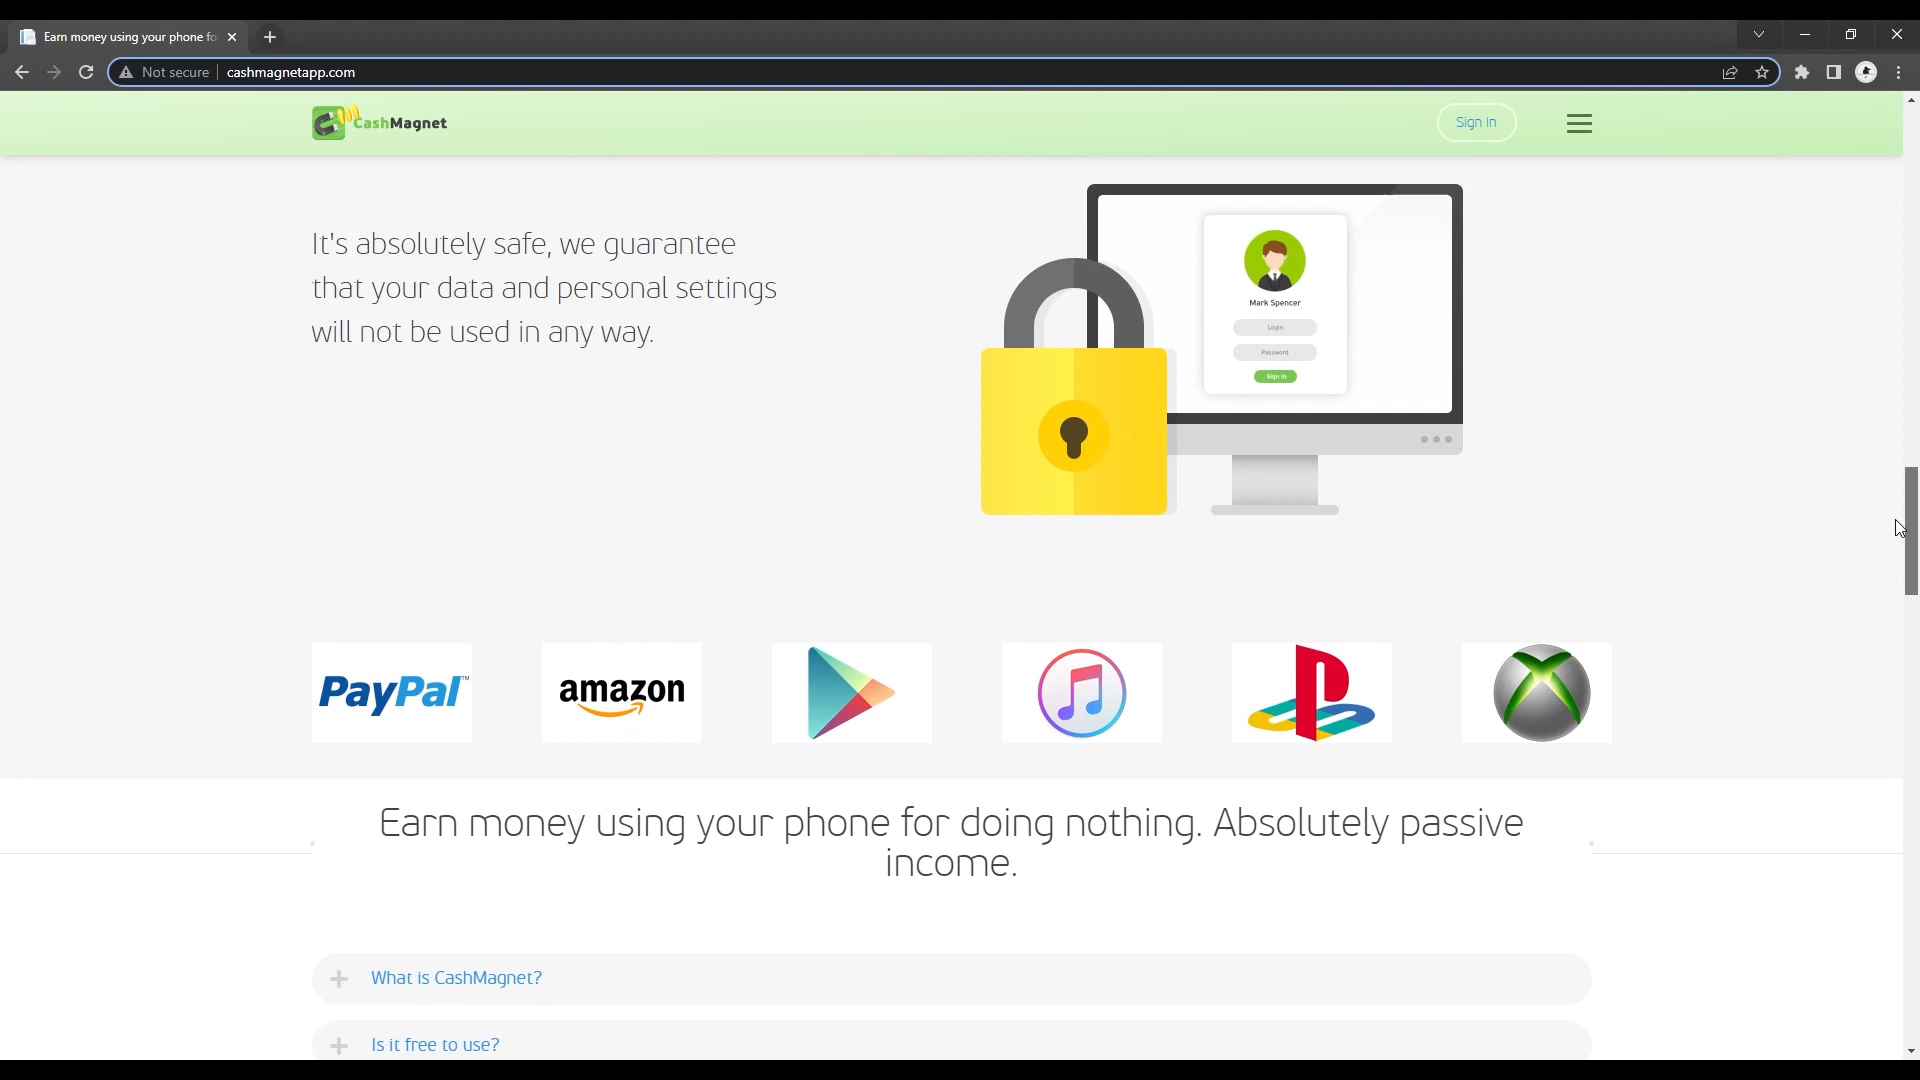 Earn money using your phone fo
Not secure
cashmagnetapp.com
CashMagnet
Sign In
It's absolutely safe, we guarantee
that your data and personal settings
will not be used in any way.
Mark Spencer
Login
Password
Sign In
PayPal™
amazon
Earn money using your phone for doing nothing. Absolutely passive
income.
What is CashMagnet?
Is it free to use?